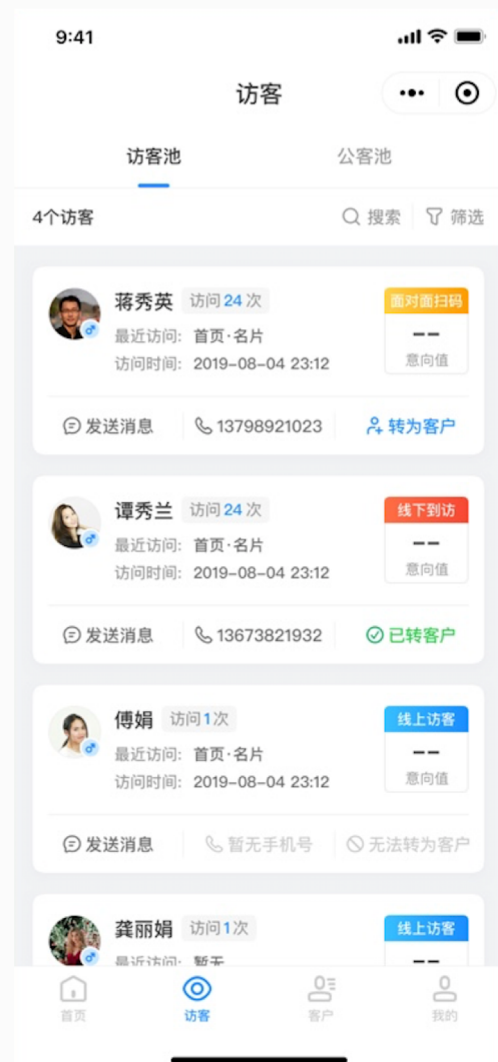 9:41
访客
访客池 公客池
4个访客 搜索 筛选
蒋秀英 访问 24 次 面对面扫码
最近访问: 首页·名片 --
访问时间: 2019-08-04 23:12 意向值
发送消息 13798921023 转为客户
谭秀兰 访问 24 次 线下到访
最近访问: 首页·名片 --
访问时间: 2019-08-04 23:12 意向值
发送消息 13673821932 已转客户
傅娟 访问 1 次 线上访客
最近访问: 首页·名片 --
访问时间: 2019-08-04 23:12 意向值
发送消息 暂无手机号 无法转为客户
龚丽娟 访问 1 次 线上访客
最近访问: 暂无 --
首页 访客 客户 我的